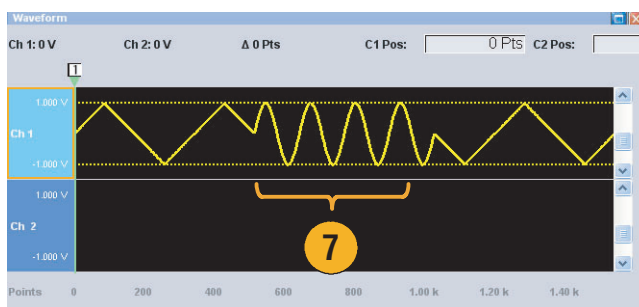 Waveform
Ch 1: 0 V Ch 2: 0 V Δ 0 Pts C1 Pos: 0 Pts C2 Pos:
1
1.000 V
Ch 1
-1.000 V
1.000 V
Ch 2
-1.000 V
7
Points 0 200 400 600 800 1.00 k 1.20 k 1.40 k